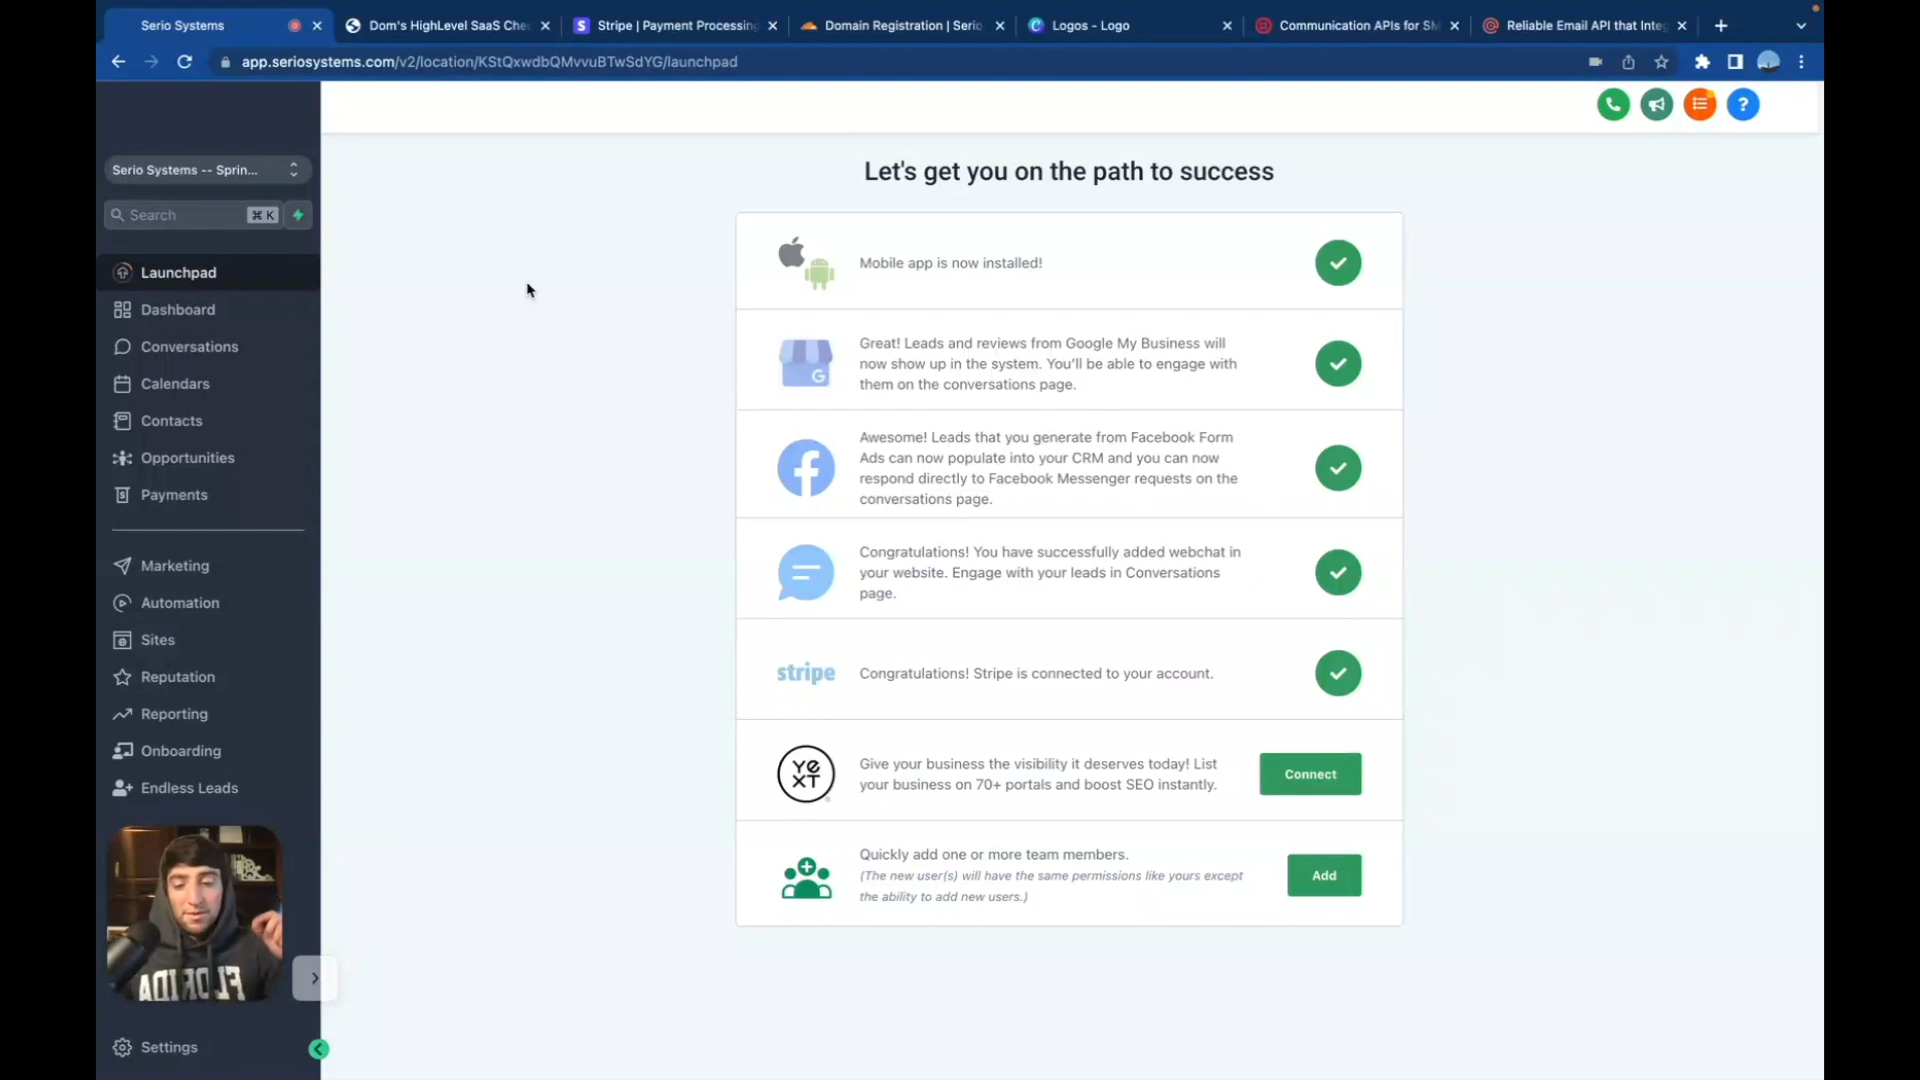 Serio Systems
Dom's HighLevel SaaS Che
Stripe | Payment Processing
Domain Registration | Serio
Logos - Logo
Communication APIs for SM
Reliable Email API that Integ
app.seriosystems.com/v2/location/KStQxwdbQMvvuBTwSdYG/launchpad
Serio Systems -- Sprin...
Search ⌘ K
Launchpad
Dashboard
Conversations
Calendars
Contacts
Opportunities
Payments
Marketing
Automation
Sites
Reputation
Reporting
Onboarding
Endless Leads
FLORIDA
Settings
Let's get you on the path to success
Mobile app is now installed!
G
Great! Leads and reviews from Google My Business will
now show up in the system. You'll be able to engage with
them on the conversations page.
Awesome! Leads that you generate from Facebook Form
Ads can now populate into your CRM and you can now
respond directly to Facebook Messenger requests on the
conversations page.
Congratulations! You have successfully added webchat in
your website. Engage with your leads in Conversations
page.
stripe
Congratulations! Stripe is connected to your account.
YEXT
Give your business the visibility it deserves today! List
your business on 70+ portals and boost SEO instantly.
Connect
Quickly add one or more team members.
(The new user(s) will have the same permissions like yours except
the ability to add new users.)
Add